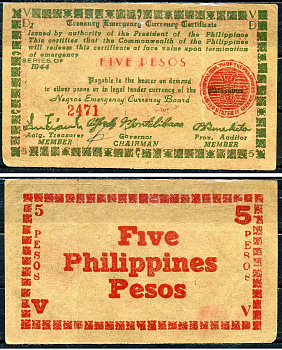 V V
Treasury Emergency Currency Certificate
Issued by authority of the President of the Philippines
This certifies that the Commonwealth of the Philippines
will redeem this certificate at face value upon termination
of emergency
SERIES OF
1944
FIVE PESOS
Payable to the bearer on demand
in silver pesos or in legal tender currency of the
Negros Emergency Currency Board
2471
Actg. Treasurer Governor Prov. Auditor
MEMBER CHAIRMAN MEMBER
5 5
5 5
PESOS PESOS
Five
Philippines
Pesos
V V